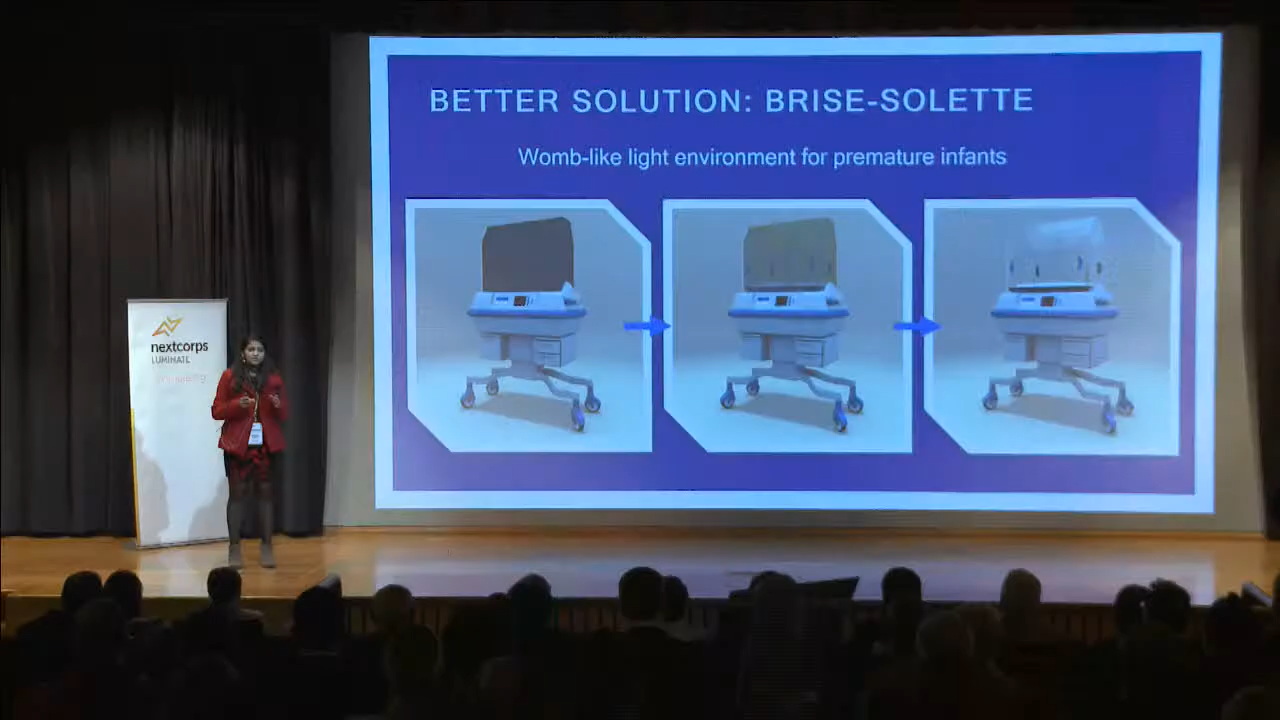 BETTER SOLUTION: BRISE-SOLETTE
Womb-like light environment for premature infants
nextcorps
LUMINATE